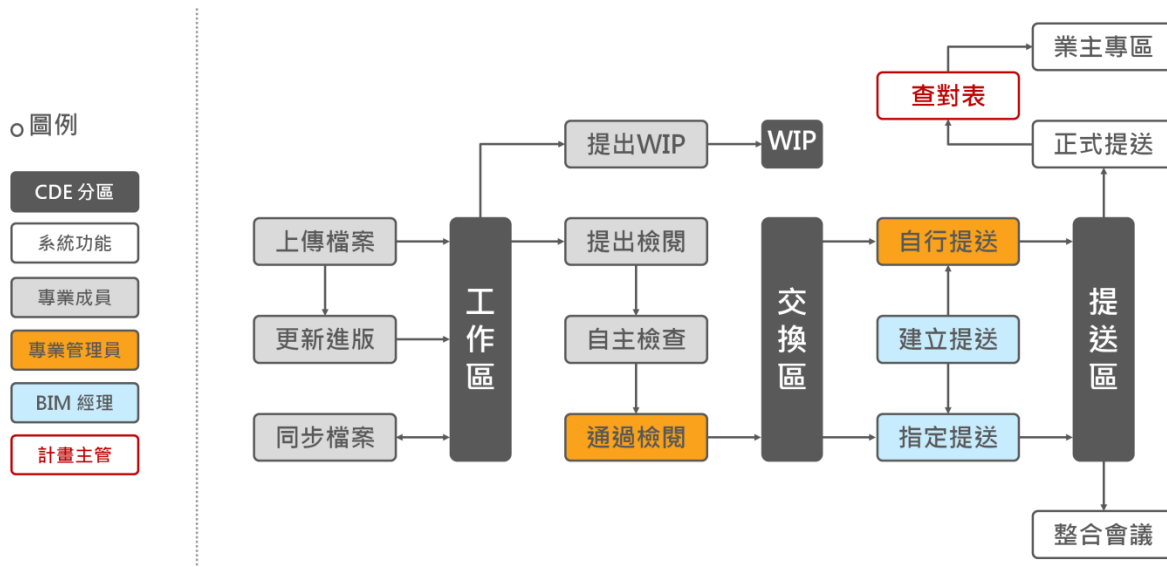 圖例
CDE 分區
系統功能
專業成員
專業管理員
BIM 經理
計畫主管
業主專區
查對表
提出WIP
WIP
正式提送
上傳檔案
提出檢閱
自行提送
工作區
交換區
提送區
更新進版
自主檢查
建立提送
同步檔案
通過檢閱
指定提送
整合會議